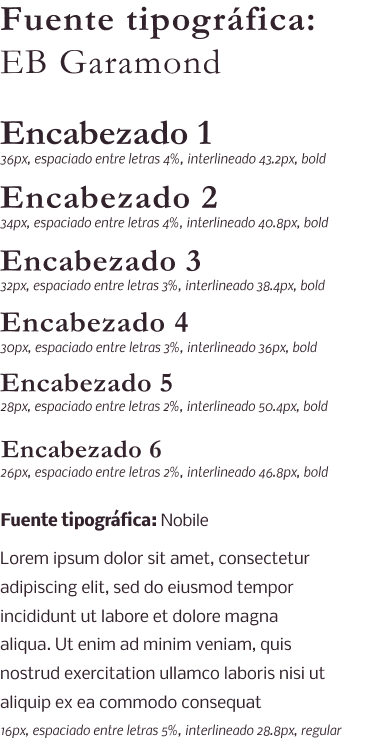 Fuente tipográfica:
EB Garamond
Encabezado 1
36px, espaciado entre letras 4%, interlineado 43.2px, bold
Encabezado 2
34px, espaciado entre letras 4%, interlineado 40.8px, bold
Encabezado 3
32px, espaciado entre letras 3%, interlineado 38.4px, bold
Encabezado 4
30px, espaciado entre letras 3%, interlineado 36px, bold
Encabezado 5
28px, espaciado entre letras 2%, interlineado 50.4px, bold
Encabezado 6
26px, espaciado entre letras 2%, interlineado 46.8px, bold
Fuente tipográfica: Nobile
Lorem ipsum dolor sit amet, consectetur
adipiscing elit, sed do eiusmod tempor
incididunt ut labore et dolore magna
aliqua. Ut enim ad minim veniam, quis
nostrud exercitation ullamco laboris nisi ut
aliquip ex ea commodo consequat
16px, espaciado entre letras 5%, interlineado 28.8px, regular